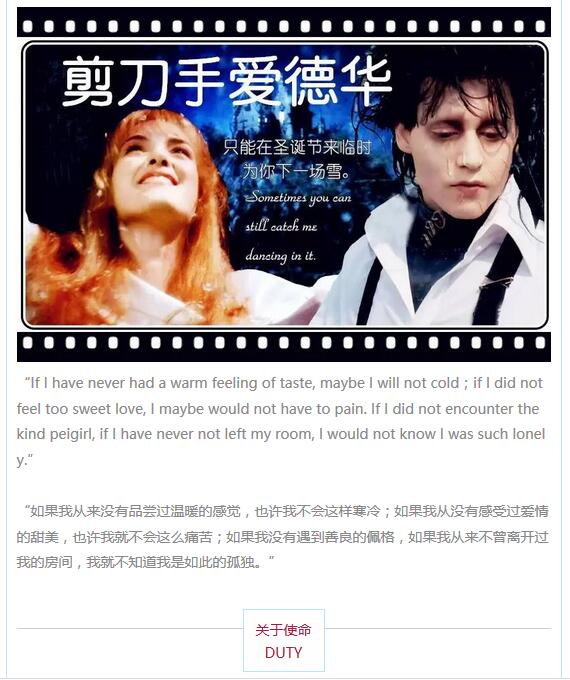 剪刀手爱德华
只能在圣诞节来临时
为你下一场雪。
Sometimes you can
still catch me
dancing in it.
“If I have never had a warm feeling of taste, maybe I will not cold；if I did not
feel too sweet love, I maybe would not have to pain. If I did not encounter the
kind peigirl, if I have never not left my room, I would not know I was such lonel
y.”
“如果我从来没有品尝过温暖的感觉，也许我不会这样寒冷；如果我从没有感受过爱情
的甜美，也许我就不会这么痛苦；如果我没有遇到善良的佩格，如果我从来不曾离开过
我的房间，我就不知道我是如此的孤独。”
关于使命
DUTY